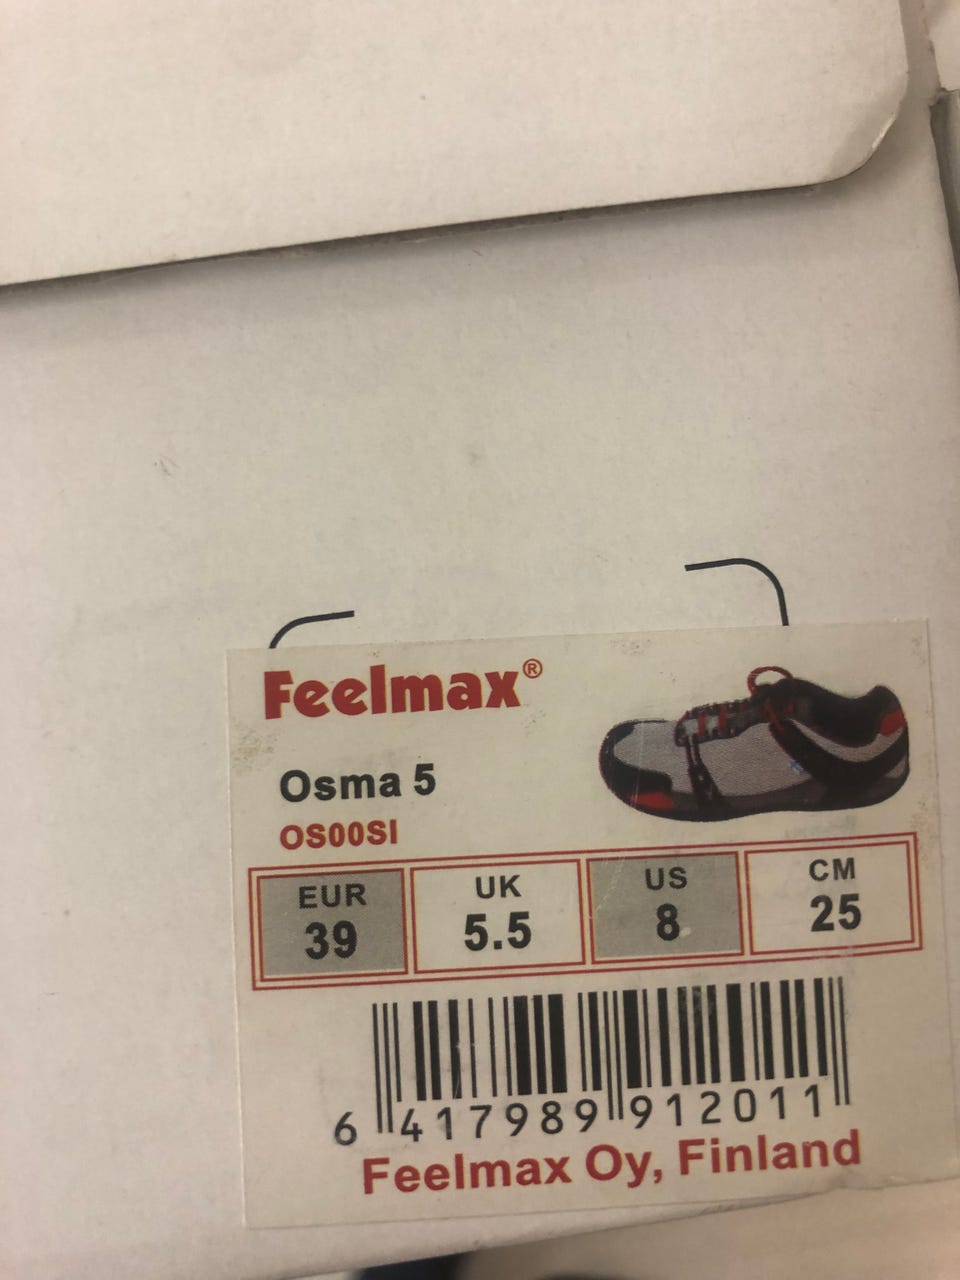 Feelmax®
Osma 5
OS00SI
EUR UK US CM
39 5.5 8 25
6 417989 912011
Feelmax Oy, Finland